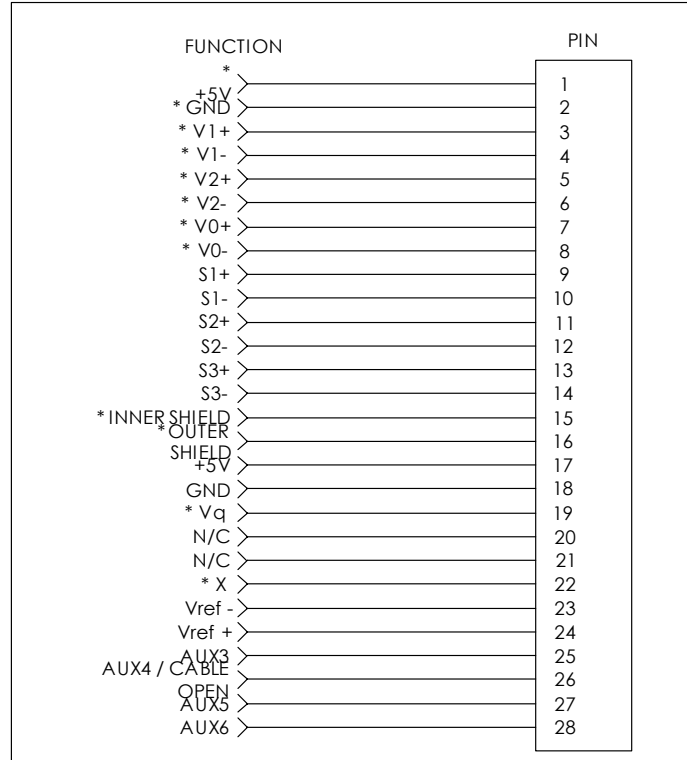 FUNCTION
PIN
*
+5V
1
* GND
2
* V1+
3
* V1-
4
* V2+
5
* V2-
6
* V0+
7
* V0-
8
S1+
9
S1-
10
S2+
11
S2-
12
S3+
13
S3-
14
* INNER SHIELD
15
* OUTER
SHIELD
16
+5V
17
GND
18
* Vq
19
N/C
20
N/C
21
* X
22
Vref -
23
Vref +
24
AUX3
25
AUX4 / CABLE
OPEN
26
AUX5
27
AUX6
28